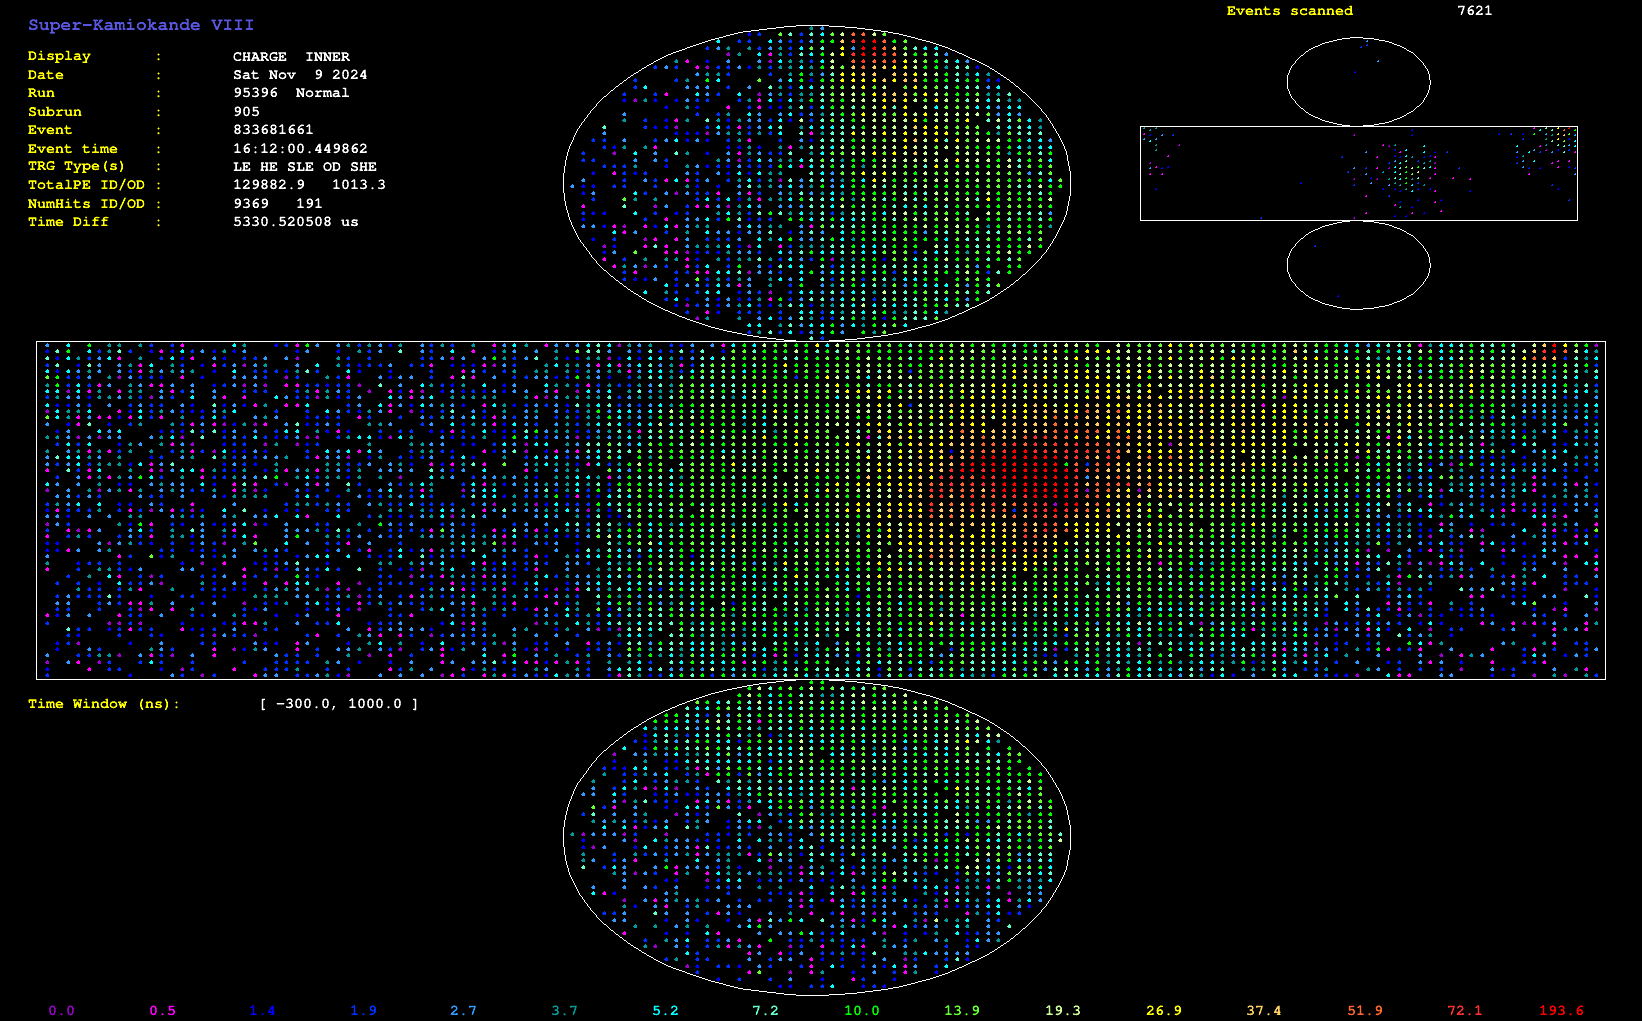 Super-Kamiokande VIII
Display : CHARGE INNER
Date : Sat Nov 9 2024
Run : 95396 Normal
Subrun : 905
Event : 833681661
Event time : 16:12:00.449862
TRG Type(s) : LE HE SLE OD SHE
TotalPE ID/OD : 129882.9 1013.3
NumHits ID/OD : 9369 191
Time Diff : 5330.520508 us
Events scanned 7621
Time Window (ns): [ -300.0, 1000.0 ]
0.0 0.5 1.4 1.9 2.7 3.7 5.2 7.2 10.0 13.9 19.3 26.9 37.4 51.9 72.1 193.6